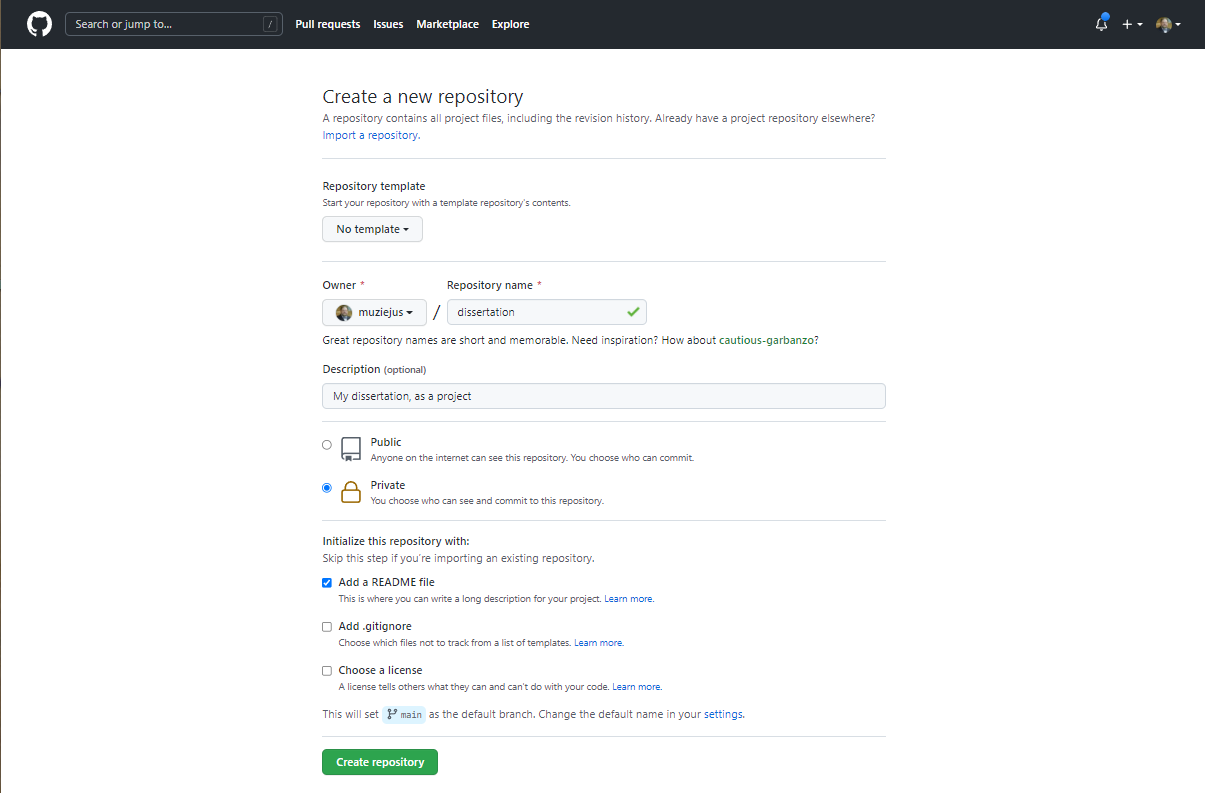 Search or jump to... /
Pull requests Issues Marketplace Explore
Create a new repository
A repository contains all project files, including the revision history. Already have a project repository elsewhere?
Import a repository.
Repository template
Start your repository with a template repository's contents.
No template
Owner * Repository name *
muziejus / dissertation
Great repository names are short and memorable. Need inspiration? How about cautious-garbanzo?
Description (optional)
My dissertation, as a project
Public
Anyone on the internet can see this repository. You choose who can commit.
Private
You choose who can see and commit to this repository.
Initialize this repository with:
Skip this step if you're importing an existing repository.
Add a README file
This is where you can write a long description for your project. Learn more.
Add .gitignore
Choose which files not to track from a list of templates. Learn more.
Choose a license
A license tells others what they can and can't do with your code. Learn more.
This will set main as the default branch. Change the default name in your settings.
Create repository